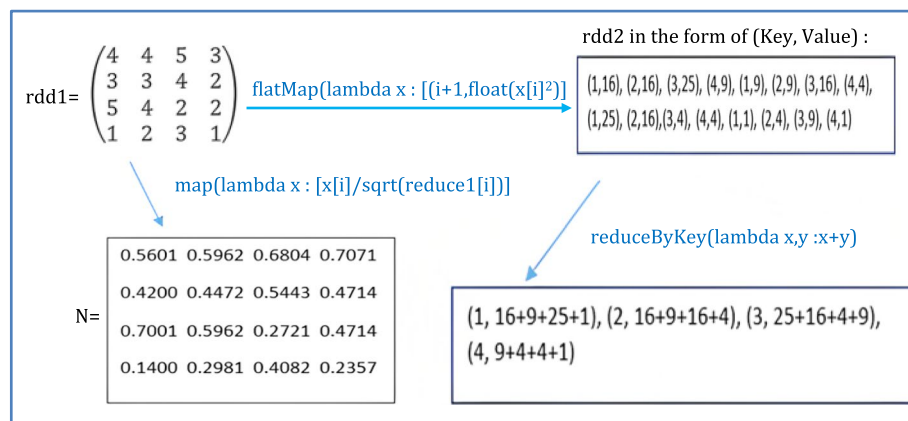 rdd2 in the form of (Key, Value) :
rdd1=
4 4 5 3
3 3 4 2
5 4 2 2
1 2 3 1
flatMap(lambda x : [(i+1,float(x[i]²)]
(1,16), (2,16), (3,25), (4,9), (1,9), (2,9), (3,16), (4,4),
(1,25), (2,16),(3,4), (4,4), (1,1), (2,4), (3,9), (4,1)
map(lambda x : [x[i]/sqrt(reduce1[i])]
reduceByKey(lambda x,y :x+y)
N=
0.5601 0.5962 0.6804 0.7071
0.4200 0.4472 0.5443 0.4714
0.7001 0.5962 0.2721 0.4714
0.1400 0.2981 0.4082 0.2357
(1, 16+9+25+1), (2, 16+9+16+4), (3, 25+16+4+9),
(4, 9+4+4+1)